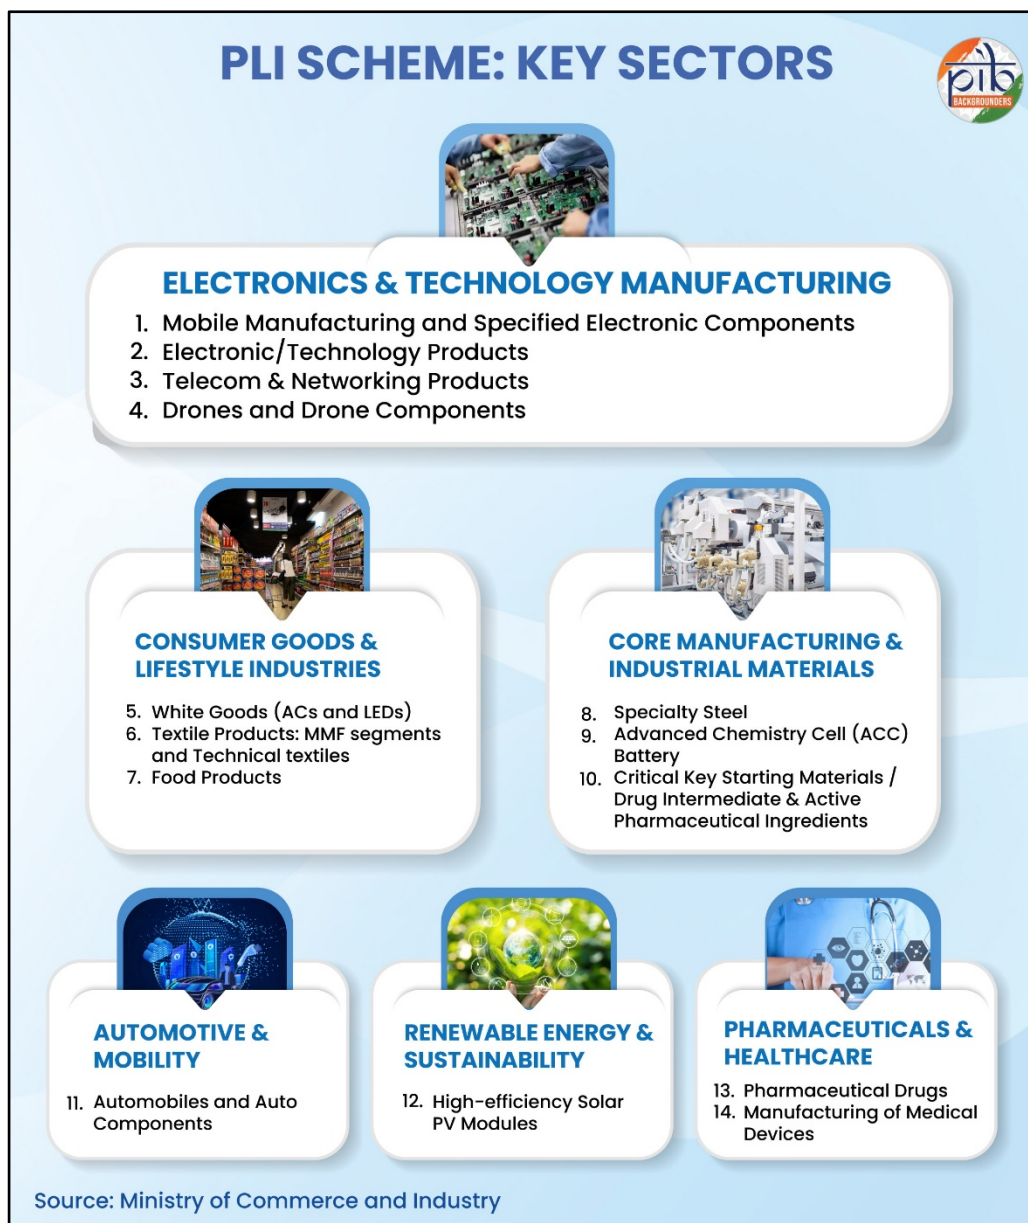 PLI SCHEME: KEY SECTORS
pib
BACKGROUNDERS
ELECTRONICS & TECHNOLOGY MANUFACTURING
1. Mobile Manufacturing and Specified Electronic Components
2. Electronic/Technology Products
3. Telecom & Networking Products
4. Drones and Drone Components
CONSUMER GOODS &
LIFESTYLE INDUSTRIES
5. White Goods (ACs and LEDs)
6. Textile Products: MMF segments
and Technical textiles
7. Food Products
CORE MANUFACTURING &
INDUSTRIAL MATERIALS
8. Specialty Steel
9. Advanced Chemistry Cell (ACC)
Battery
10. Critical Key Starting Materials /
Drug Intermediate & Active
Pharmaceutical Ingredients
AUTOMOTIVE &
MOBILITY
11. Automobiles and Auto
Components
RENEWABLE ENERGY &
SUSTAINABILITY
12. High-efficiency Solar
PV Modules
PHARMACEUTICALS &
HEALTHCARE
13. Pharmaceutical Drugs
14. Manufacturing of Medical
Devices
Source: Ministry of Commerce and Industry